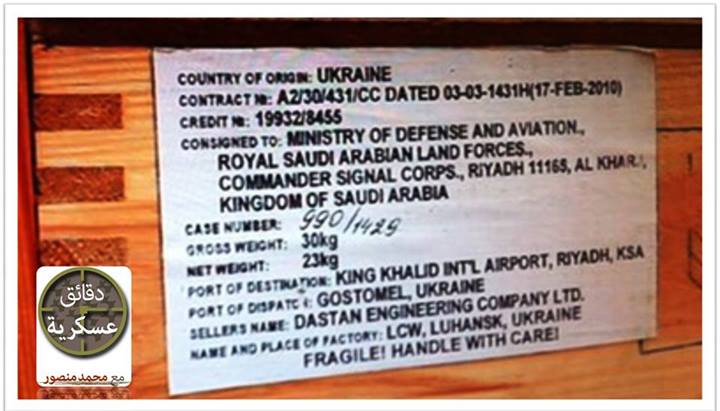 COUNTRY OF ORIGIN: UKRAINE
CONTRACT №: A2/30/431/CC DATED 03-03-1431H(17-FEB-2010)
CREDIT №: 19932/8455
CONSIGNED TO: MINISTRY OF DEFENSE AND AVIATION.,
ROYAL SAUDI ARABIAN LAND FORCES.,
COMMANDER SIGNAL CORPS., RIYADH 11165, AL KHARJ,
KINGDOM OF SAUDI ARABIA
CASE NUMBER: 990/1429
GROSS WEIGHT: 30kg
NET WEIGHT: 23kg
PORT OF DESTINATION: KING KHALID INT'L AIRPORT, RIYADH, KSA
PORT OF DISPATCH: GOSTOMEL, UKRAINE
SELLERS NAME: DASTAN ENGINEERING COMPANY LTD.
NAME AND PLACE OF FACTORY: LCW, LUHANSK, UKRAINE
FRAGILE! HANDLE WITH CARE!
دقائق
عسكرية
مع محمد منصور